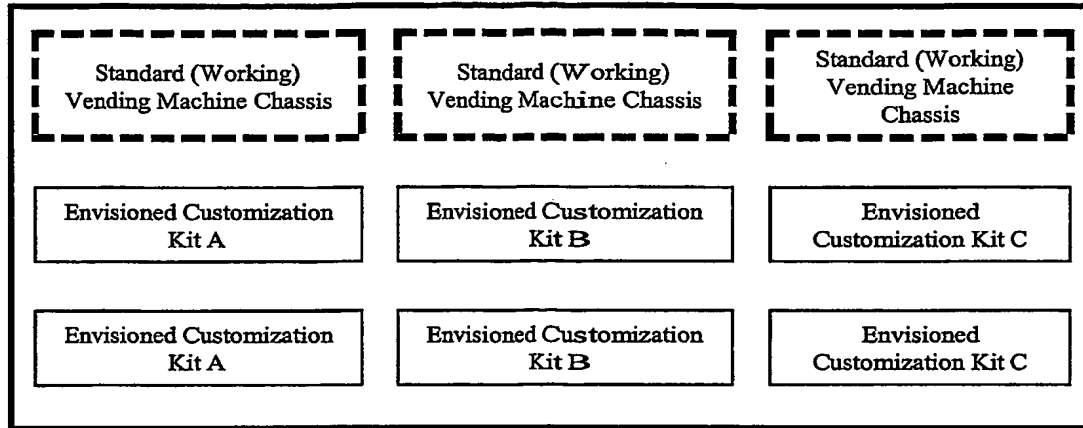 Standard (Working)
Vending Machine Chassis
Standard (Working)
Vending Machine Chassis
Standard (Working)
Vending Machine
Chassis
Envisioned Customization
Kit A
Envisioned Customization
Kit B
Envisioned
Customization Kit C
Envisioned Customization
Kit A
Envisioned Customization
Kit B
Envisioned
Customization Kit C